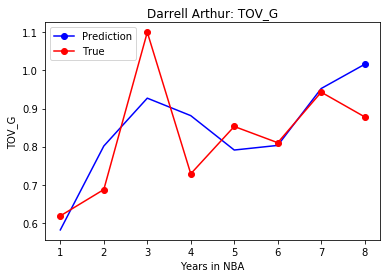 Darrell Arthur: TOV_G
Prediction
True
TOV_G
1.1
1.0
0.9
0.8
0.7
0.6
1 2 3 4 5 6 7 8
Years in NBA